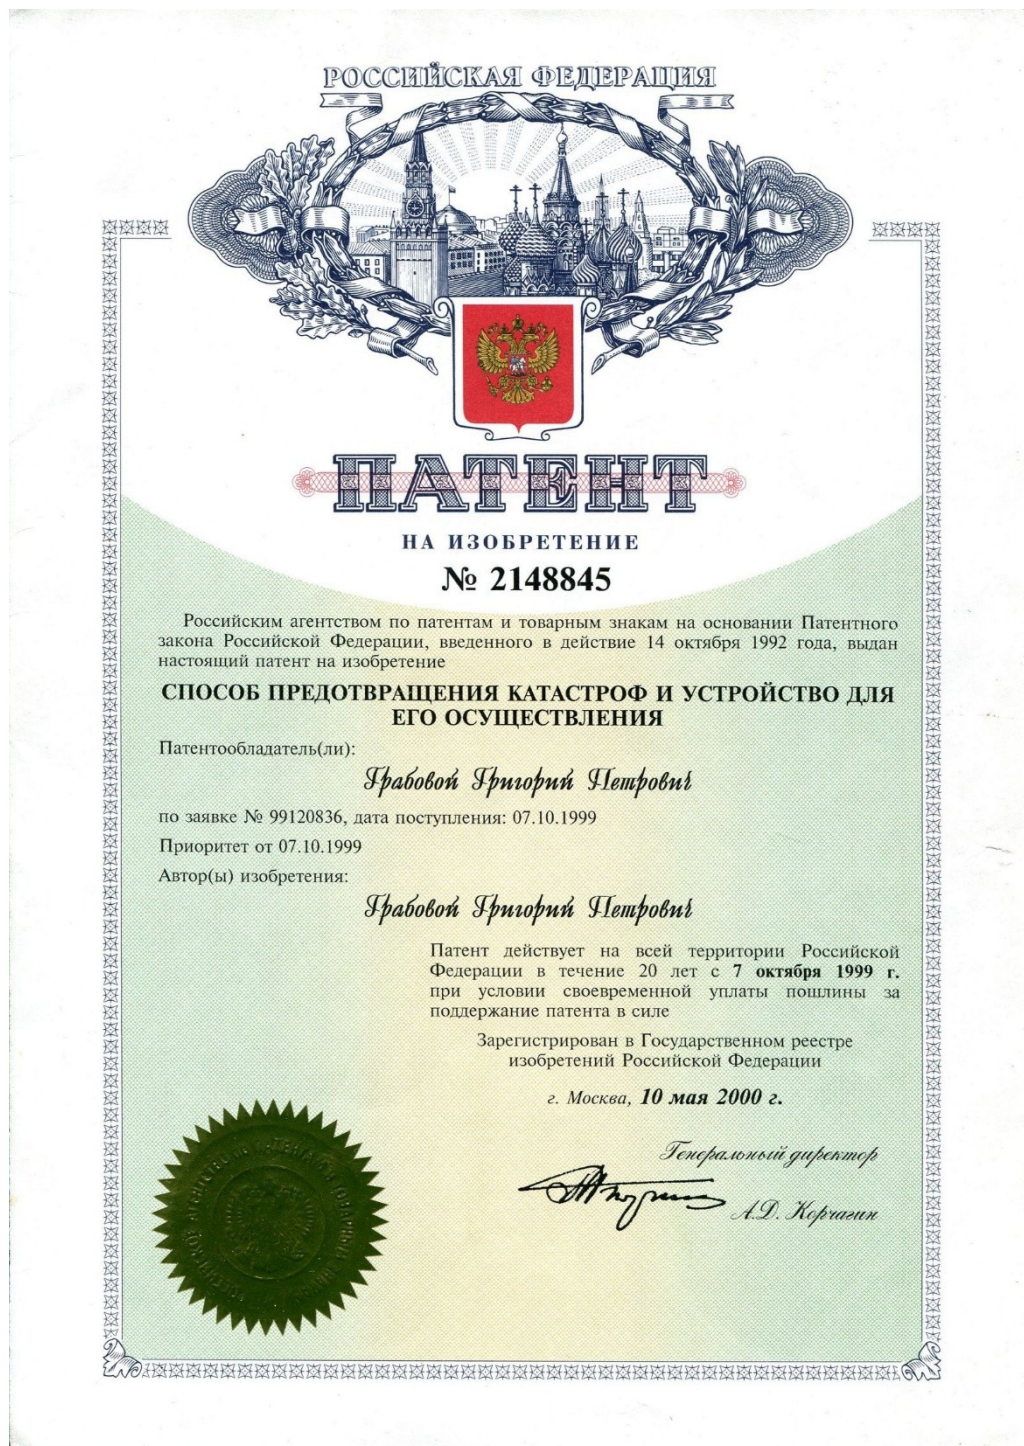 РОССИЙСКАЯ ФЕДЕРАЦИЯ
ПАТЕНТ
НА ИЗОБРЕТЕНИЕ
№ 2148845
Российским агентством по патентам и товарным знакам на основании Патентного
закона Российской Федерации, введенного в действие 14 октября 1992 года, выдан
настоящий патент на изобретение
СПОСОБ ПРЕДОТВРАЩЕНИЯ КАТАСТРОФ И УСТРОЙСТВО ДЛЯ
ЕГО ОСУЩЕСТВЛЕНИЯ
Патентообладатель(ли):
Грабовой Григорий Петрович
по заявке № 99120836, дата поступления: 07.10.1999
Приоритет от 07.10.1999
Автор(ы) изобретения:
Грабовой Григорий Петрович
Патент действует на всей территории Российской
Федерации в течение 20 лет с 7 октября 1999 г.
при условии своевременной уплаты пошлины за
поддержание патента в силе
Зарегистрирован в Государственном реестре
изобретений Российской Федерации
г. Москва, 10 мая 2000 г.
Генеральный директор
А.Д. Корчагин